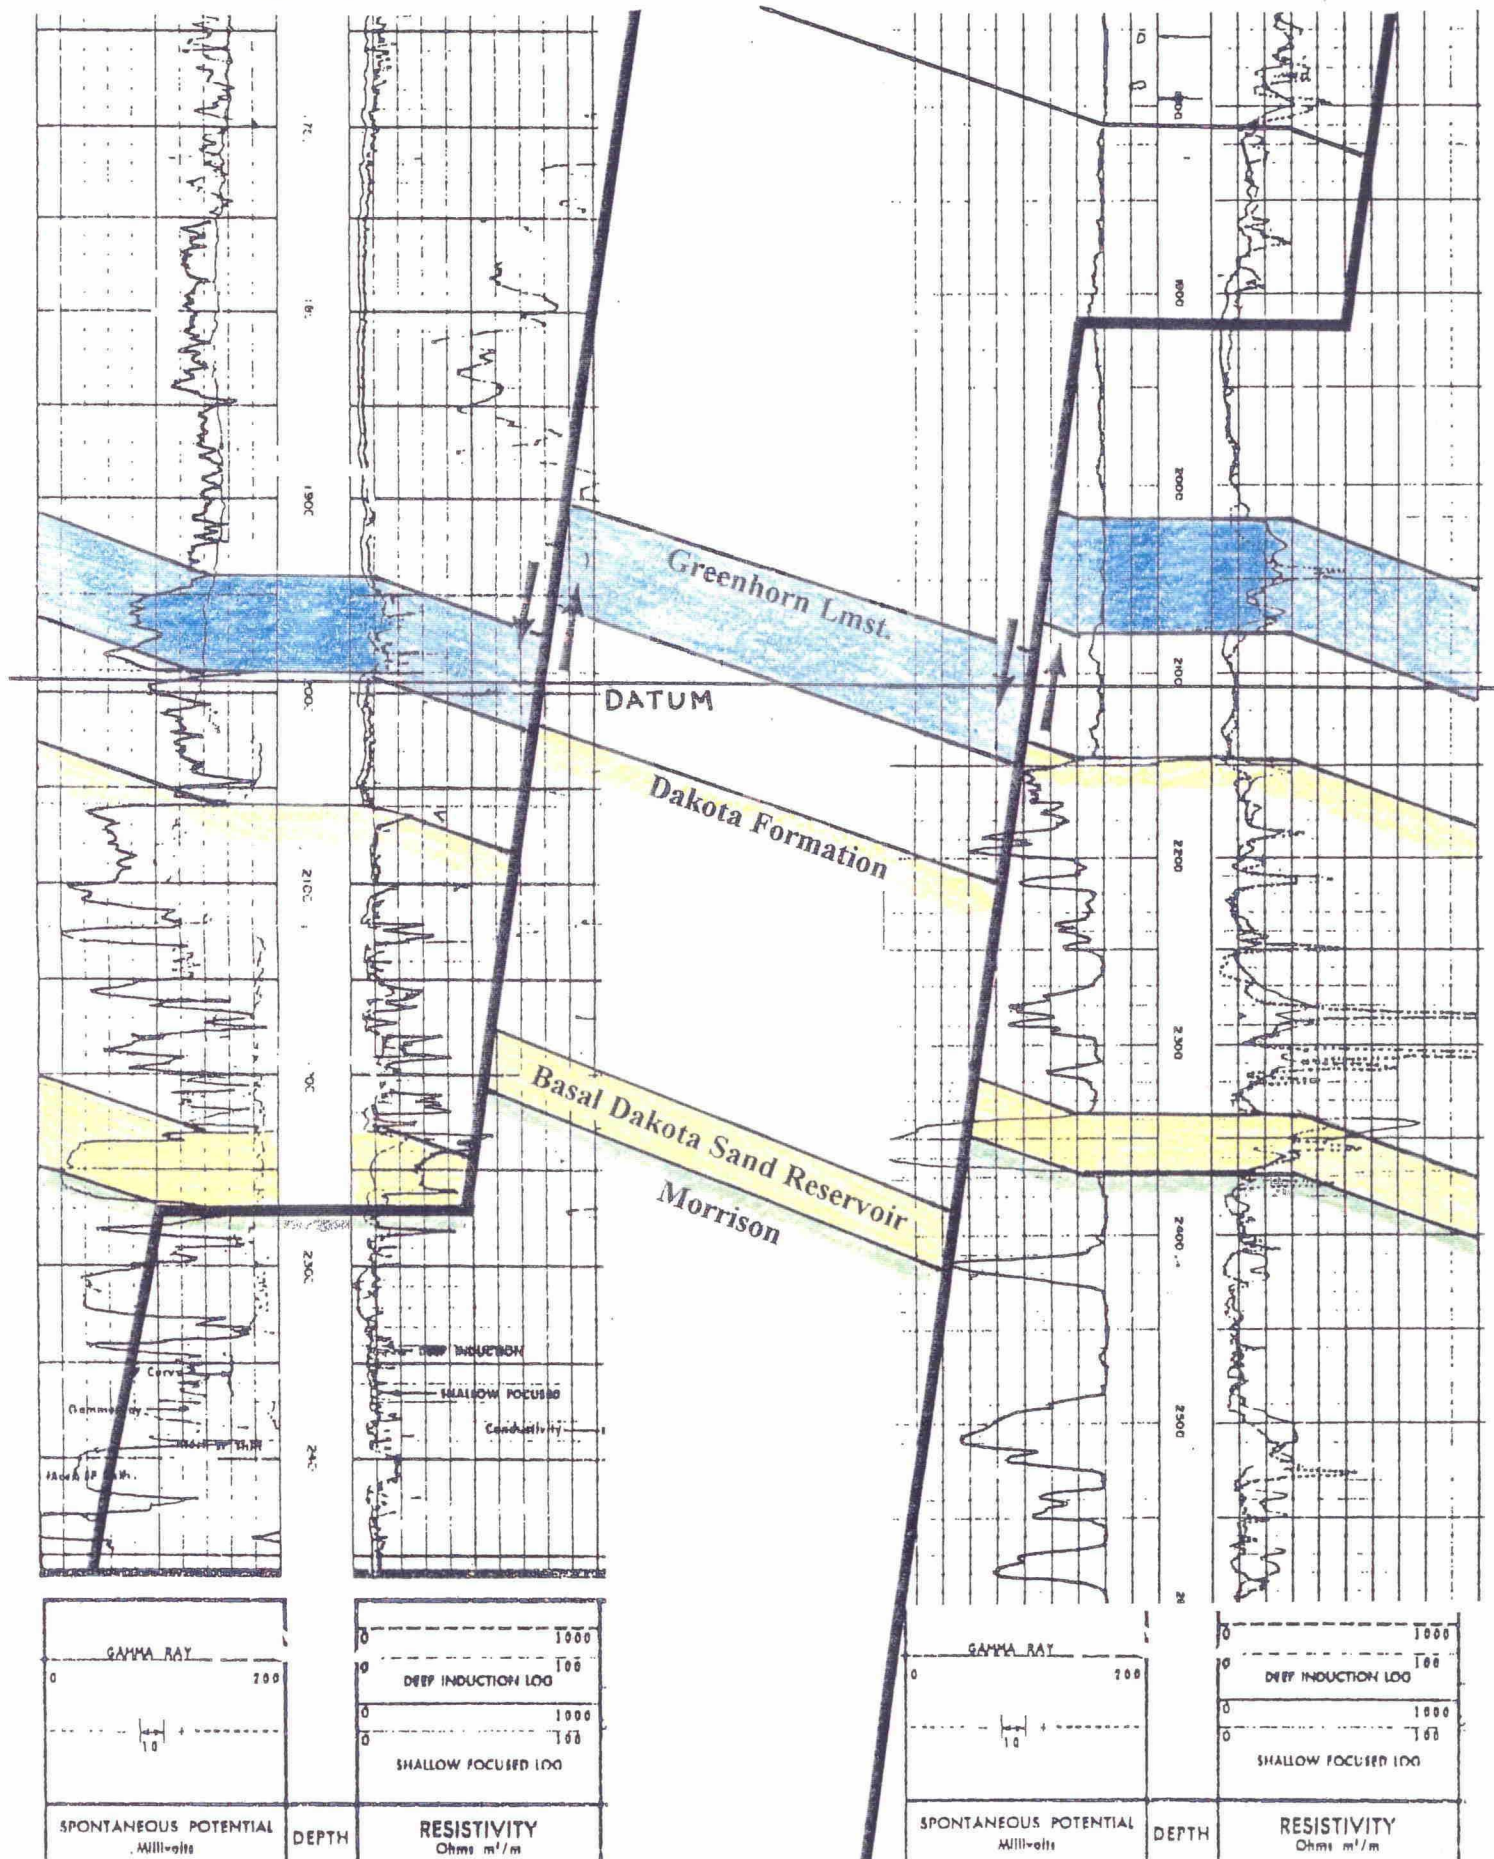 1900
2000
Greenhorn Lmst.
2100
DATUM
Dakota Formation
2200
2300
Basal Dakota Sand Reservoir
Morrison
2400
DEEP INDUCTION
SHALLOW FOCUSED
Conductivity
2500
GAMMA RAY
0 200
10
SPONTANEOUS POTENTIAL
Millivolts
DEPTH
0 1000
0 100
DEEP INDUCTION LOG
0 1000
0 100
SHALLOW FOCUSED LOG
RESISTIVITY
Ohms m²/m
GAMMA RAY
0 200
10
SPONTANEOUS POTENTIAL
Millivolts
DEPTH
0 1000
0 100
DEEP INDUCTION LOG
0 1000
0 100
SHALLOW FOCUSED LOG
RESISTIVITY
Ohms m²/m